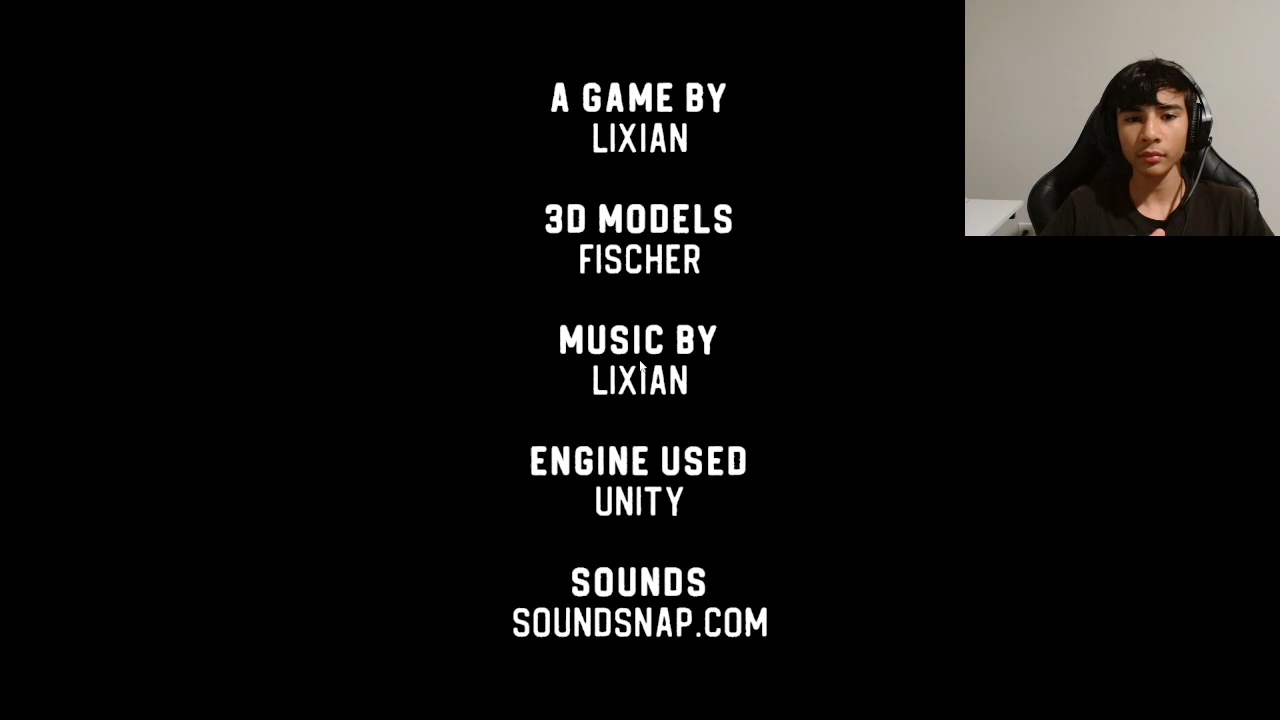 A GAME BY
LIXIAN
3D MODELS
FISCHER
MUSIC BY
LIXIAN
ENGINE USED
UNITY
SOUNDS
SOUNDSNAP.COM